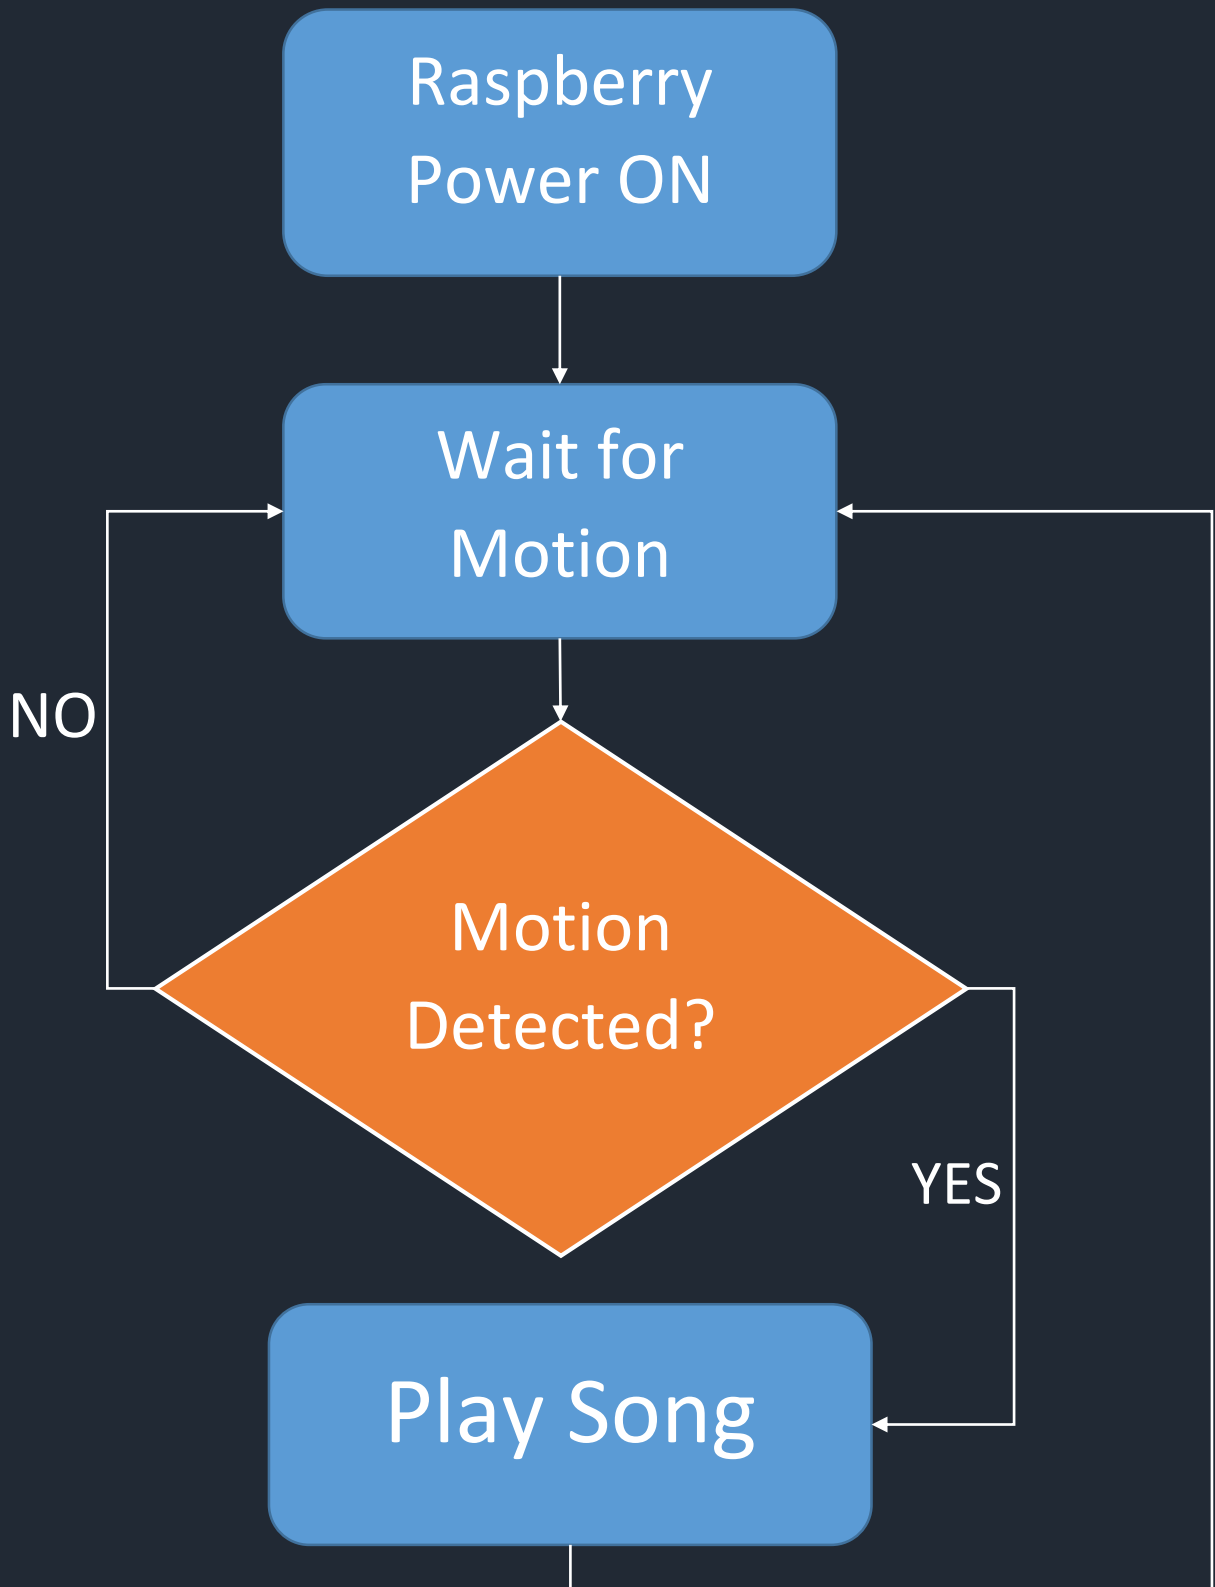 Raspberry
Power ON
Wait for
Motion
NO
Motion
Detected?
YES
Play Song